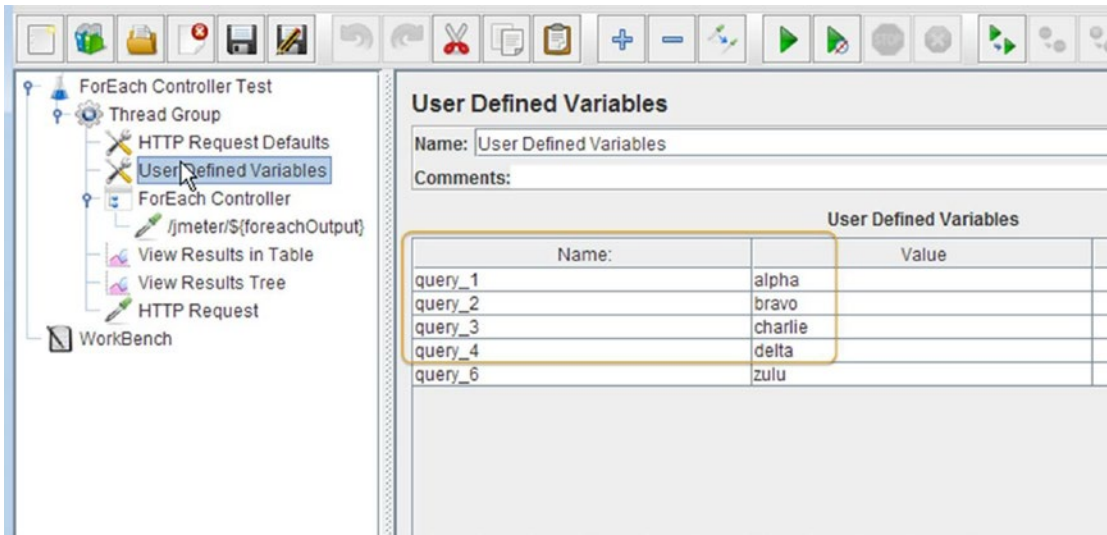 ForEach Controller Test
Thread Group
HTTP Request Defaults
User Defined Variables
ForEach Controller
/jmeter/${foreachOutput}
View Results in Table
View Results Tree
HTTP Request
WorkBench
User Defined Variables
Name: User Defined Variables
Comments:
User Defined Variables
Name: Value
query_1 alpha
query_2 bravo
query_3 charlie
query_4 delta
query_6 zulu